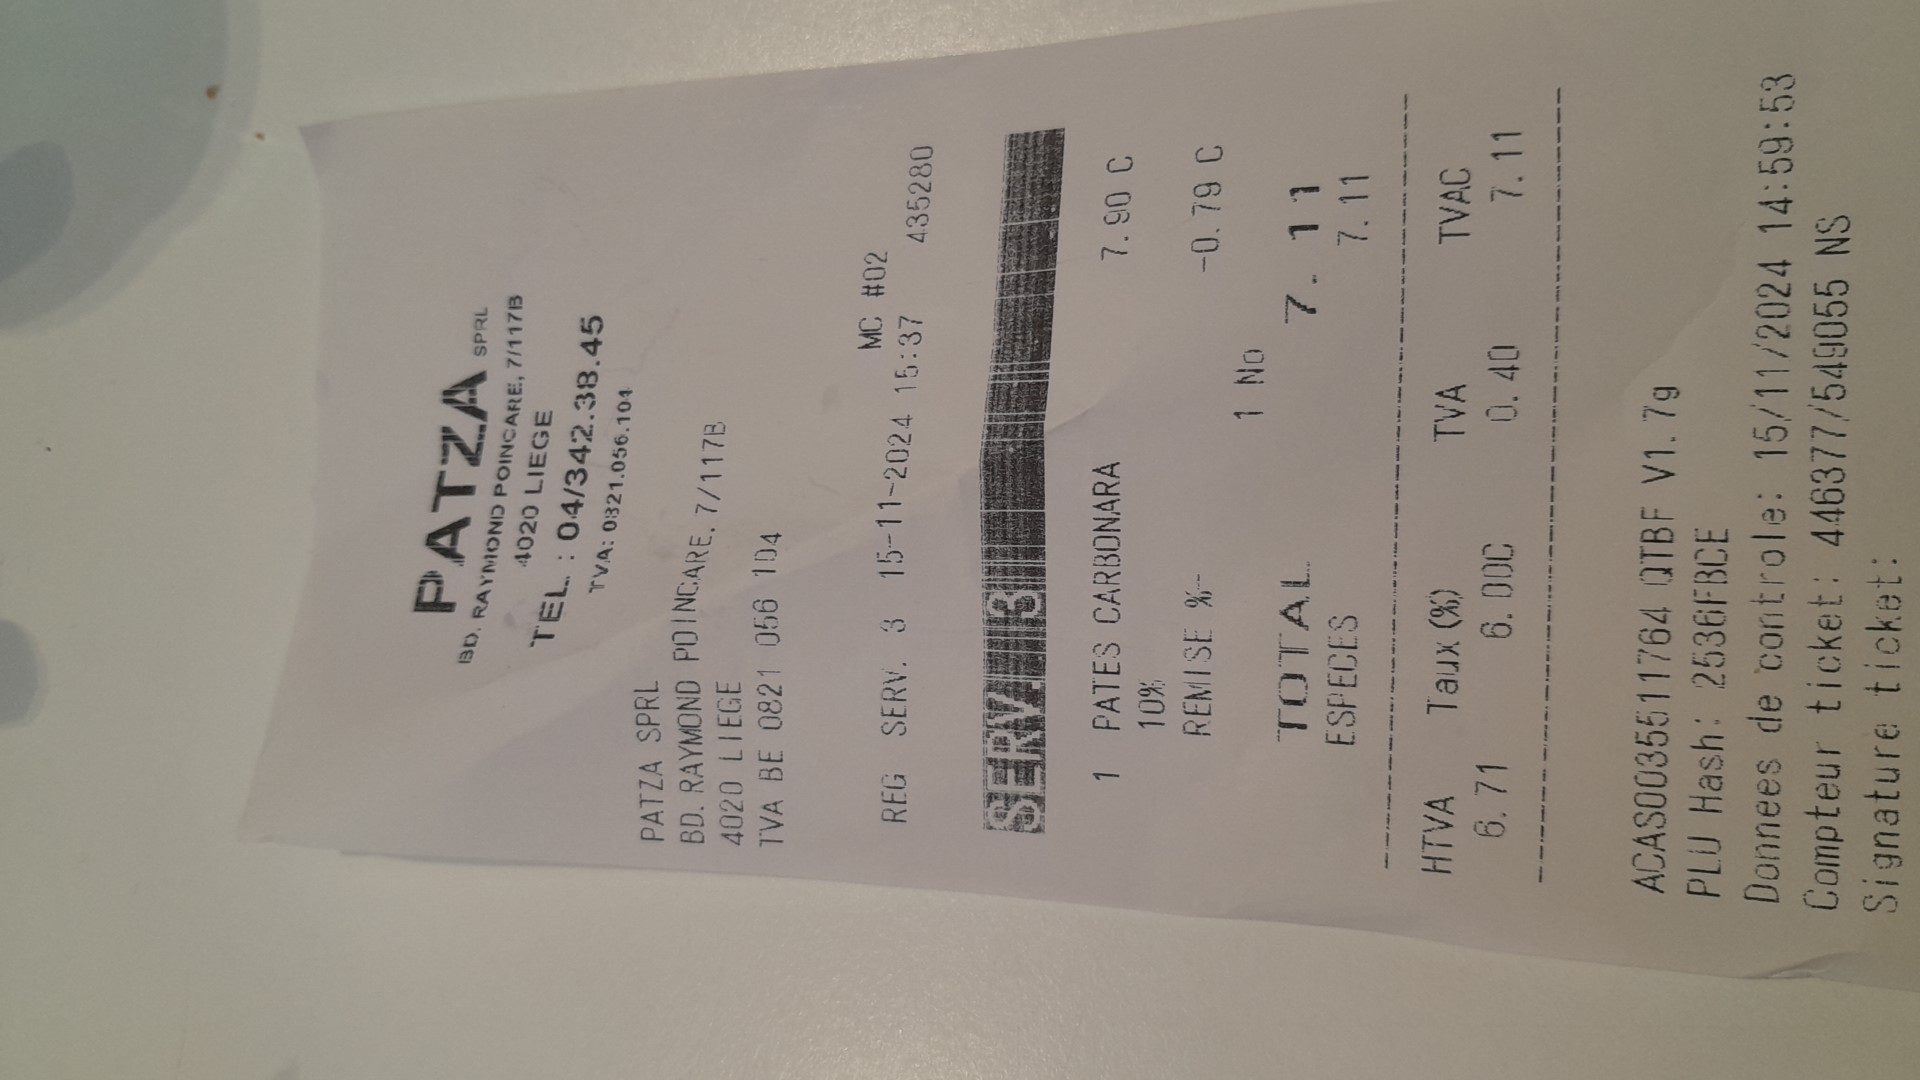 PATZA SPRL
BD. RAYMOND POINCARE, 7/117B
4020 LIEGE
TEL. : 04/342.38.45
TVA: 0821.056.104
PATZA SPRL
BD. RAYMOND POINCARE, 7/117B
4020 LIEGE
TVA BE 0821 056 104
MC #02
REG SERV. 3 15-11-2024 15:37 435280
SERV. 3
1 PATES CARBONARA 7.90 C
10%
REMISE %- -0.79 C
1 No
TOTAL 7.11
ESPECES 7.11
HTVA Taux(%) TVA TVAC
6.71 6.00C 0.40 7.11
ACAS0035511764 QTBF V1.7g
PLU Hash: 2536FBCE
Donnees de controle: 15/11/2024 14:59:53
Compteur ticket: 446377/549055 NS
Signature ticket: